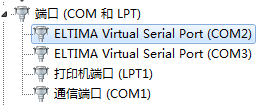 端口 (COM 和 LPT)
ELTIMA Virtual Serial Port (COM2)
ELTIMA Virtual Serial Port (COM3)
打印机端口 (LPT1)
通信端口 (COM1)